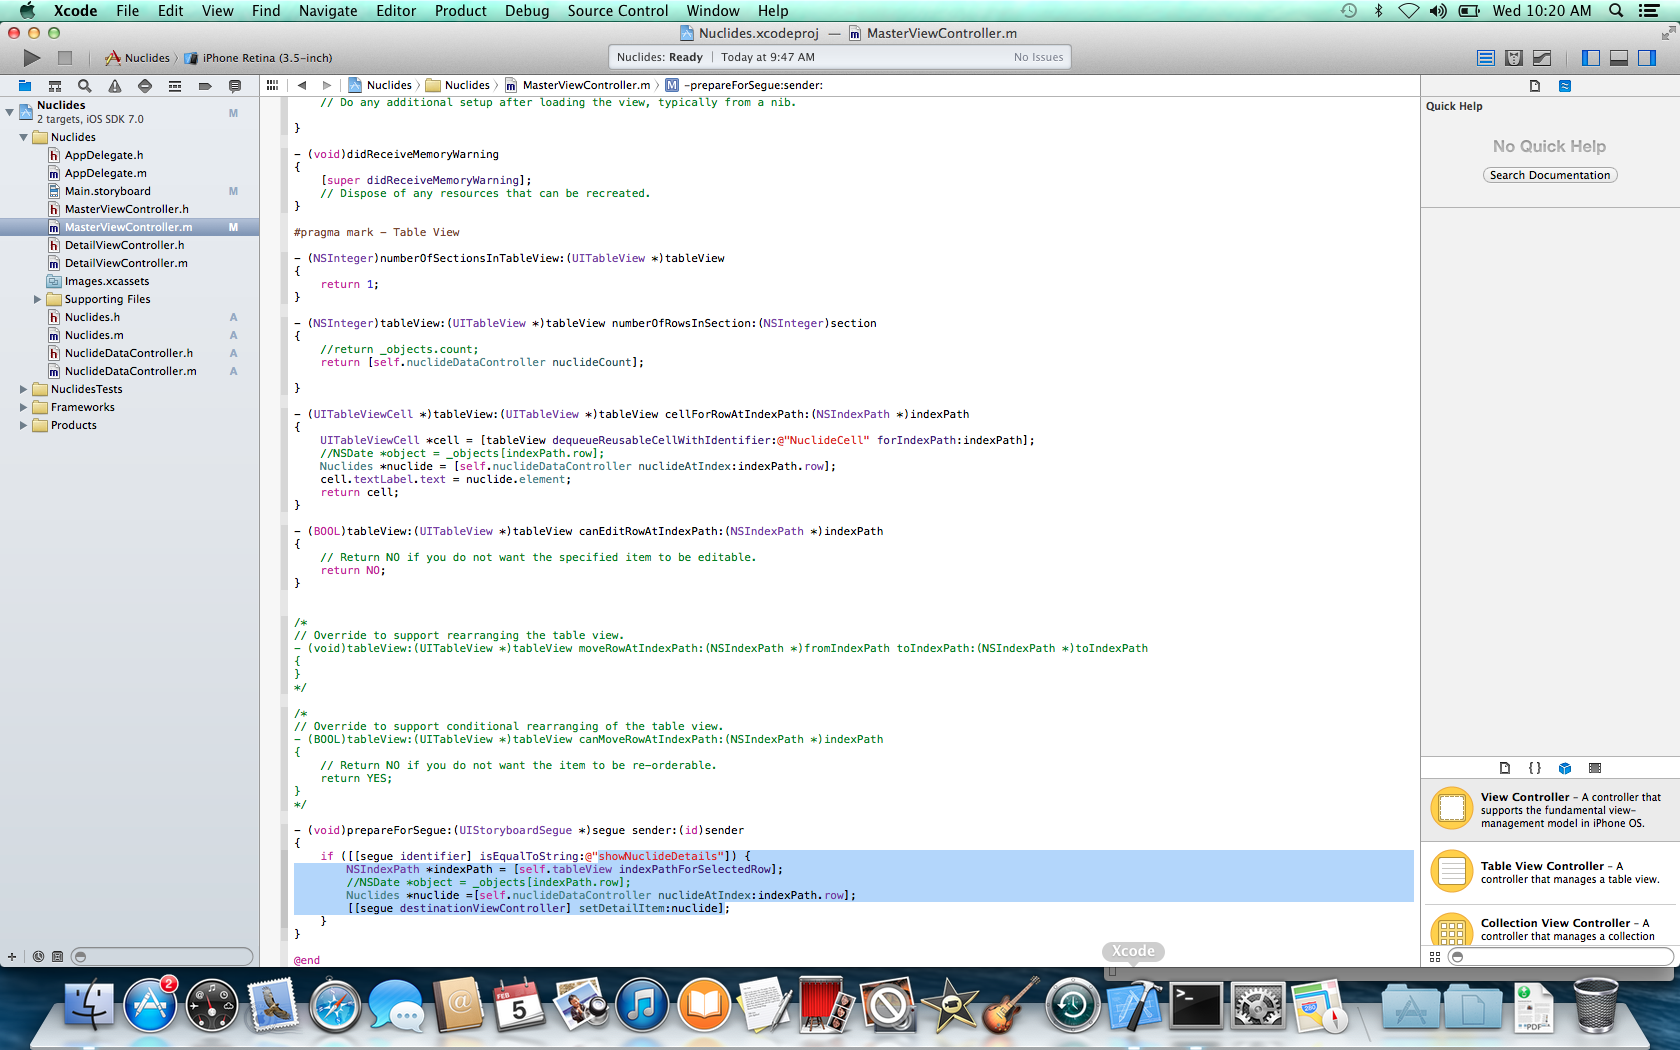 Xcode File Edit View Find Navigate Editor Product Debug Source Control Window Help Wed 10:20 AM
Nuclides.xcodeproj — MasterViewController.m
Nuclides iPhone Retina (3.5-inch) Nuclides: Ready Today at 9:47 AM No Issues
Nuclides Nuclides MasterViewController.m -prepareForSegue:sender:
Nuclides M
2 targets, iOS SDK 7.0
Nuclides
AppDelegate.h
AppDelegate.m
Main.storyboard M
MasterViewController.h
MasterViewController.m M
DetailViewController.h
DetailViewController.m
Images.xcassets
Supporting Files
Nuclides.h A
Nuclides.m A
NuclideDataController.h A
NuclideDataController.m A
NuclidesTests
Frameworks
Products
// Do any additional setup after loading the view, typically from a nib.
}
- (void)didReceiveMemoryWarning
{
[super didReceiveMemoryWarning];
// Dispose of any resources that can be recreated.
}
#pragma mark - Table View
- (NSInteger)numberOfSectionsInTableView:(UITableView *)tableView
{
return 1;
}
- (NSInteger)tableView:(UITableView *)tableView numberOfRowsInSection:(NSInteger)section
{
//return _objects.count;
return [self.nuclideDataController nuclideCount];
}
- (UITableViewCell *)tableView:(UITableView *)tableView cellForRowAtIndexPath:(NSIndexPath *)indexPath
{
UITableViewCell *cell = [tableView dequeueReusableCellWithIdentifier:@"NuclideCell" forIndexPath:indexPath];
//NSDate *object = _objects[indexPath.row];
Nuclides *nuclide = [self.nuclideDataController nuclideAtIndex:indexPath.row];
cell.textLabel.text = nuclide.element;
return cell;
}
- (BOOL)tableView:(UITableView *)tableView canEditRowAtIndexPath:(NSIndexPath *)indexPath
{
// Return NO if you do not want the specified item to be editable.
return NO;
}
/*
// Override to support rearranging the table view.
- (void)tableView:(UITableView *)tableView moveRowAtIndexPath:(NSIndexPath *)fromIndexPath toIndexPath:(NSIndexPath *)toIndexPath
{
}
*/
/*
// Override to support conditional rearranging of the table view.
- (BOOL)tableView:(UITableView *)tableView canMoveRowAtIndexPath:(NSIndexPath *)indexPath
{
// Return NO if you do not want the item to be re-orderable.
return YES;
}
*/
- (void)prepareForSegue:(UIStoryboardSegue *)segue sender:(id)sender
{
if ([[segue identifier] isEqualToString:@"showNuclideDetails"]) {
NSIndexPath *indexPath = [self.tableView indexPathForSelectedRow];
//NSDate *object = _objects[indexPath.row];
Nuclides *nuclide =[self.nuclideDataController nuclideAtIndex:indexPath.row];
[[segue destinationViewController] setDetailItem:nuclide];
}
}
@end
Quick Help
No Quick Help
Search Documentation
View Controller - A controller that
supports the fundamental view-
management model in iPhone OS.
Table View Controller - A
controller that manages a table view.
Collection View Controller - A
controller that manages a collection
Xcode
2
FEB
5
PDF